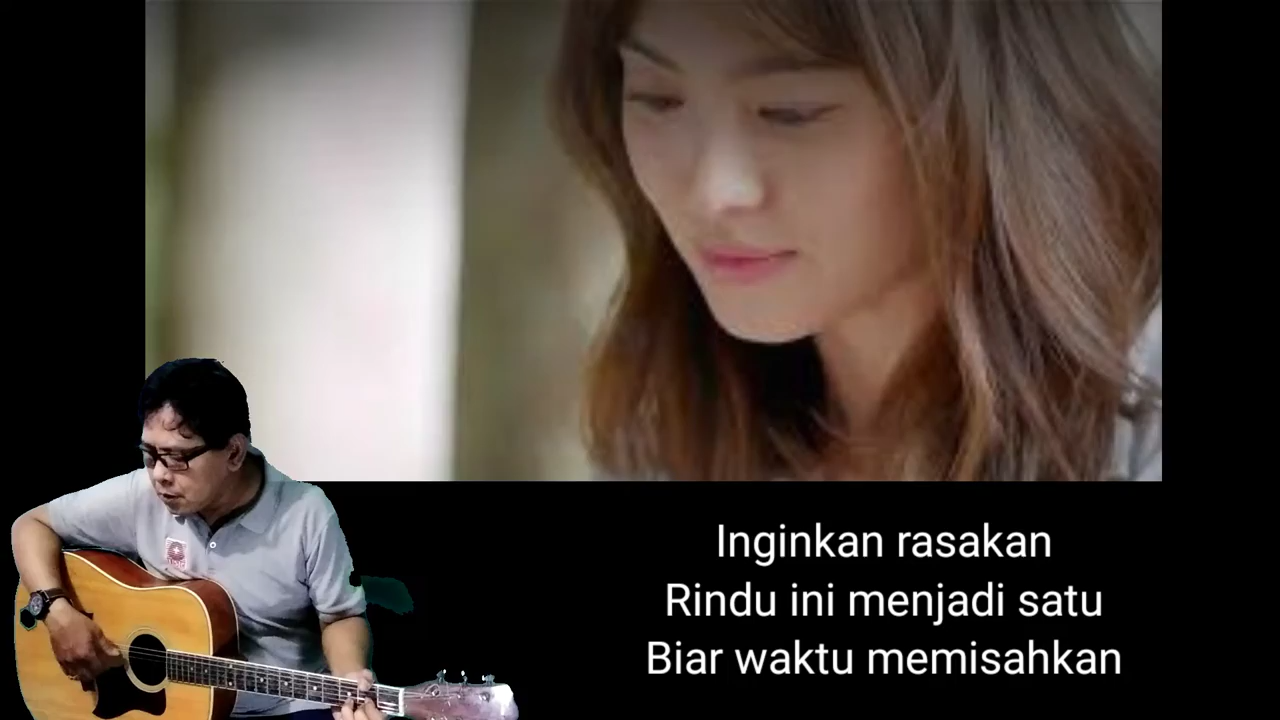 Inginkan rasakan
Rindu ini menjadi satu
Biar waktu memisahkan